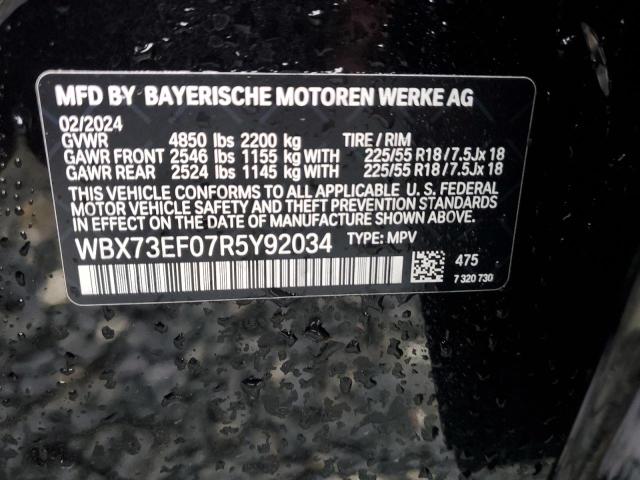 MFD BY BAYERISCHE MOTOREN WERKE AG
02/2024
GVWR 4850 lbs 2200 kg TIRE / RIM
GAWR FRONT 2546 lbs 1155 kg WITH 225/55 R18 / 7.5Jx 18
GAWR REAR 2524 lbs 1145 kg WITH 225/55 R18 / 7.5Jx 18
THIS VEHICLE CONFORMS TO ALL APPLICABLE U. S. FEDERAL
MOTOR VEHICLE SAFETY AND THEFT PREVENTION STANDARDS
IN EFFECT ON THE DATE OF MANUFACTURE SHOWN ABOVE.
WBX73EF07R5Y92034 TYPE: MPV
475
7 320 730